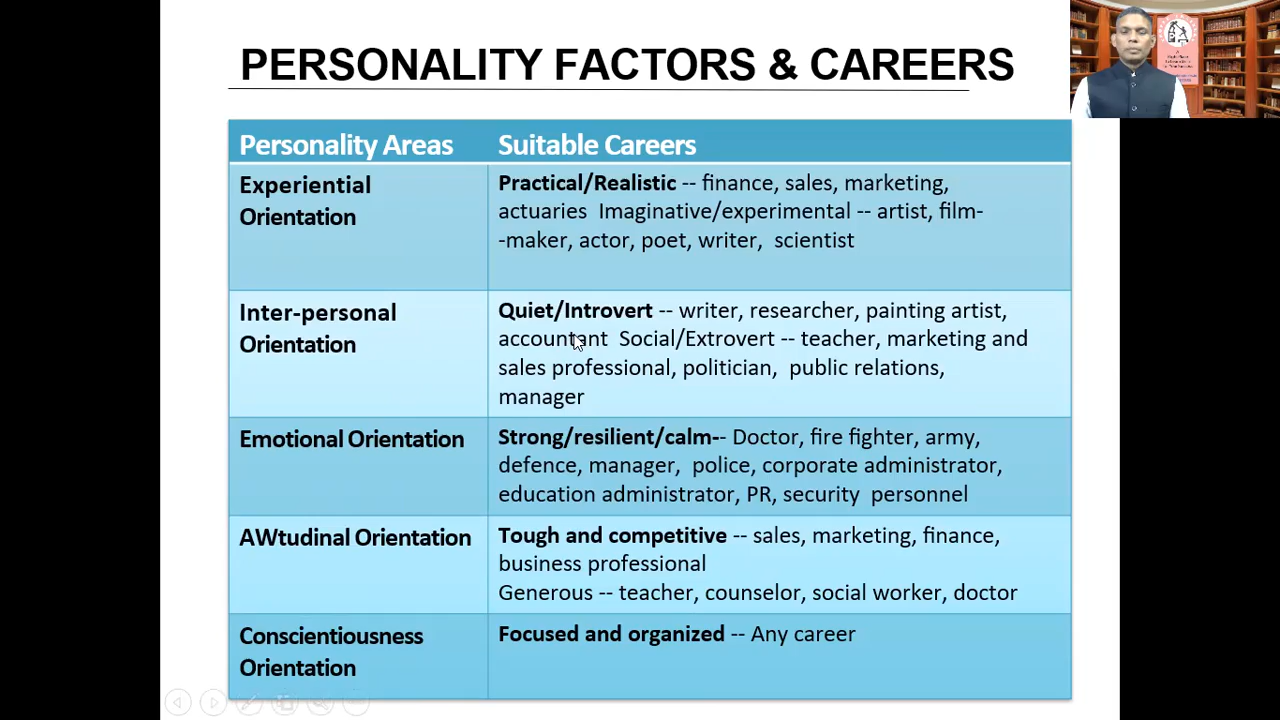 PERSONALITY FACTORS & CAREERS
Personality Areas
Suitable Careers
Experiential
Orientation
Practical/Realistic -- finance, sales, marketing,
actuaries Imaginative/experimental -- artist, film-
-maker, actor, poet, writer, scientist
Inter-personal
Orientation
Quiet/Introvert -- writer, researcher, painting artist,
accountant Social/Extrovert -- teacher, marketing and
sales professional, politician, public relations,
manager
Emotional Orientation
Strong/resilient/calm-- Doctor, fire fighter, army,
defence, manager, police, corporate administrator,
education administrator, PR, security personnel
AWtudinal Orientation
Tough and competitive -- sales, marketing, finance,
business professional
Generous -- teacher, counselor, social worker, doctor
Conscientiousness
Orientation
Focused and organized -- Any career